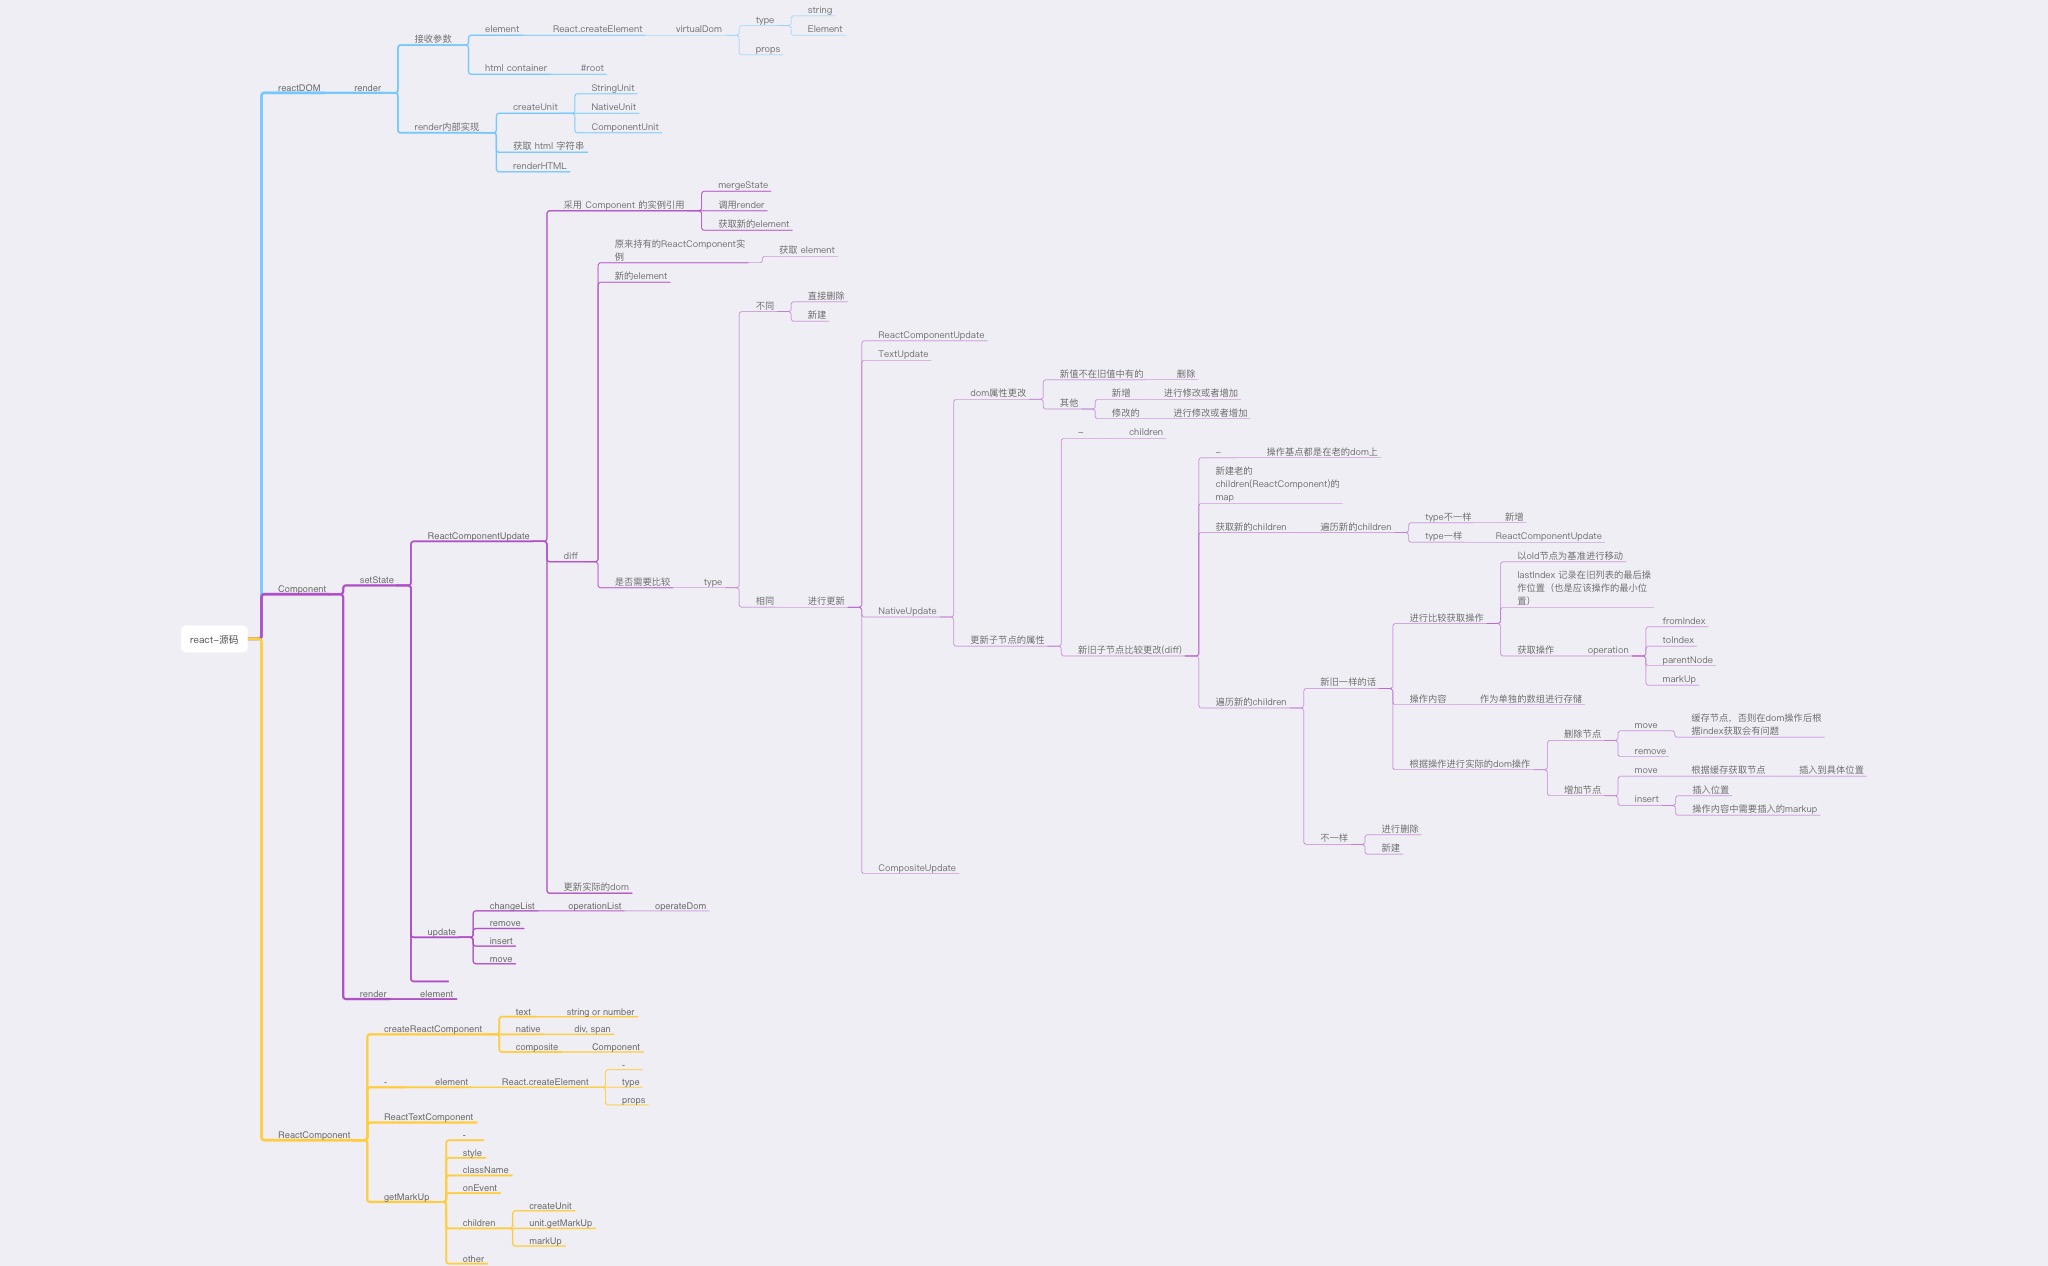 react-源码
reactDOM
render
接收参数
element
React.createElement
virtualDom
type
string
Element
props
html container
#root
render内部实现
createUnit
StringUnit
NativeUnit
ComponentUnit
获取 html 字符串
renderHTML
Component
setState
ReactComponentUpdate
采用 Component 的实例引用
mergeState
调用render
获取新的element
diff
原来持有的ReactComponent实
例
获取 element
新的element
是否需要比较
type
不同
直接删除
新建
相同
进行更新
ReactComponentUpdate
TextUpdate
NativeUpdate
dom属性更改
新值不在旧值中有的
删除
其他
新增
进行修改或者增加
修改的
进行修改或者增加
更新子节点的属性
–
children
新旧子节点比较更改(diff)
–
操作基点都是在老的dom上
新建老的
children(ReactComponent)的
map
获取新的children
遍历新的children
type不一样
新增
type一样
ReactComponentUpdate
遍历新的children
新旧一样的话
进行比较获取操作
以old节点为基准进行移动
lastIndex 记录在旧列表的最后操
作位置（也是应该操作的最小位
置）
获取操作
operation
fromIndex
toIndex
parentNode
markUp
操作内容
作为单独的数组进行存储
根据操作进行实际的dom操作
删除节点
move
缓存节点，否则在dom操作后根
据index获取会有问题
remove
增加节点
move
根据缓存获取节点
插入到具体位置
insert
插入位置
操作内容中需要插入的markup
不一样
进行删除
新建
CompositeUpdate
更新实际的dom
update
changeList
operationList
operateDom
remove
insert
move
render
element
ReactComponent
createReactComponent
text
string or number
native
div, span
composite
Component
-
element
React.createElement
-
type
props
ReactTextComponent
getMarkUp
-
style
className
onEvent
children
createUnit
unit.getMarkUp
markUp
other